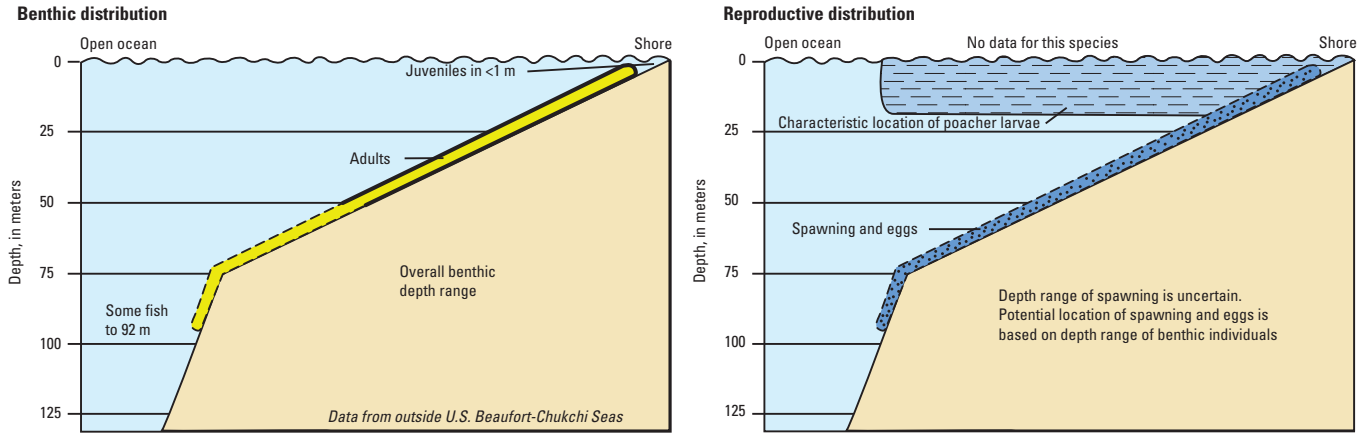 Benthic distribution
Open ocean
Shore
0
Juveniles in <1 m
25
Adults
50
75
Overall benthic
depth range
Some fish
to 92 m
100
125
Data from outside U.S. Beaufort-Chukchi Seas
Depth, in meters
Reproductive distribution
Open ocean
No data for this species
Shore
0
Characteristic location of poacher larvae
25
50
Spawning and eggs
75
Depth range of spawning is uncertain.
Potential location of spawning and eggs is
based on depth range of benthic individuals
100
125
Depth, in meters